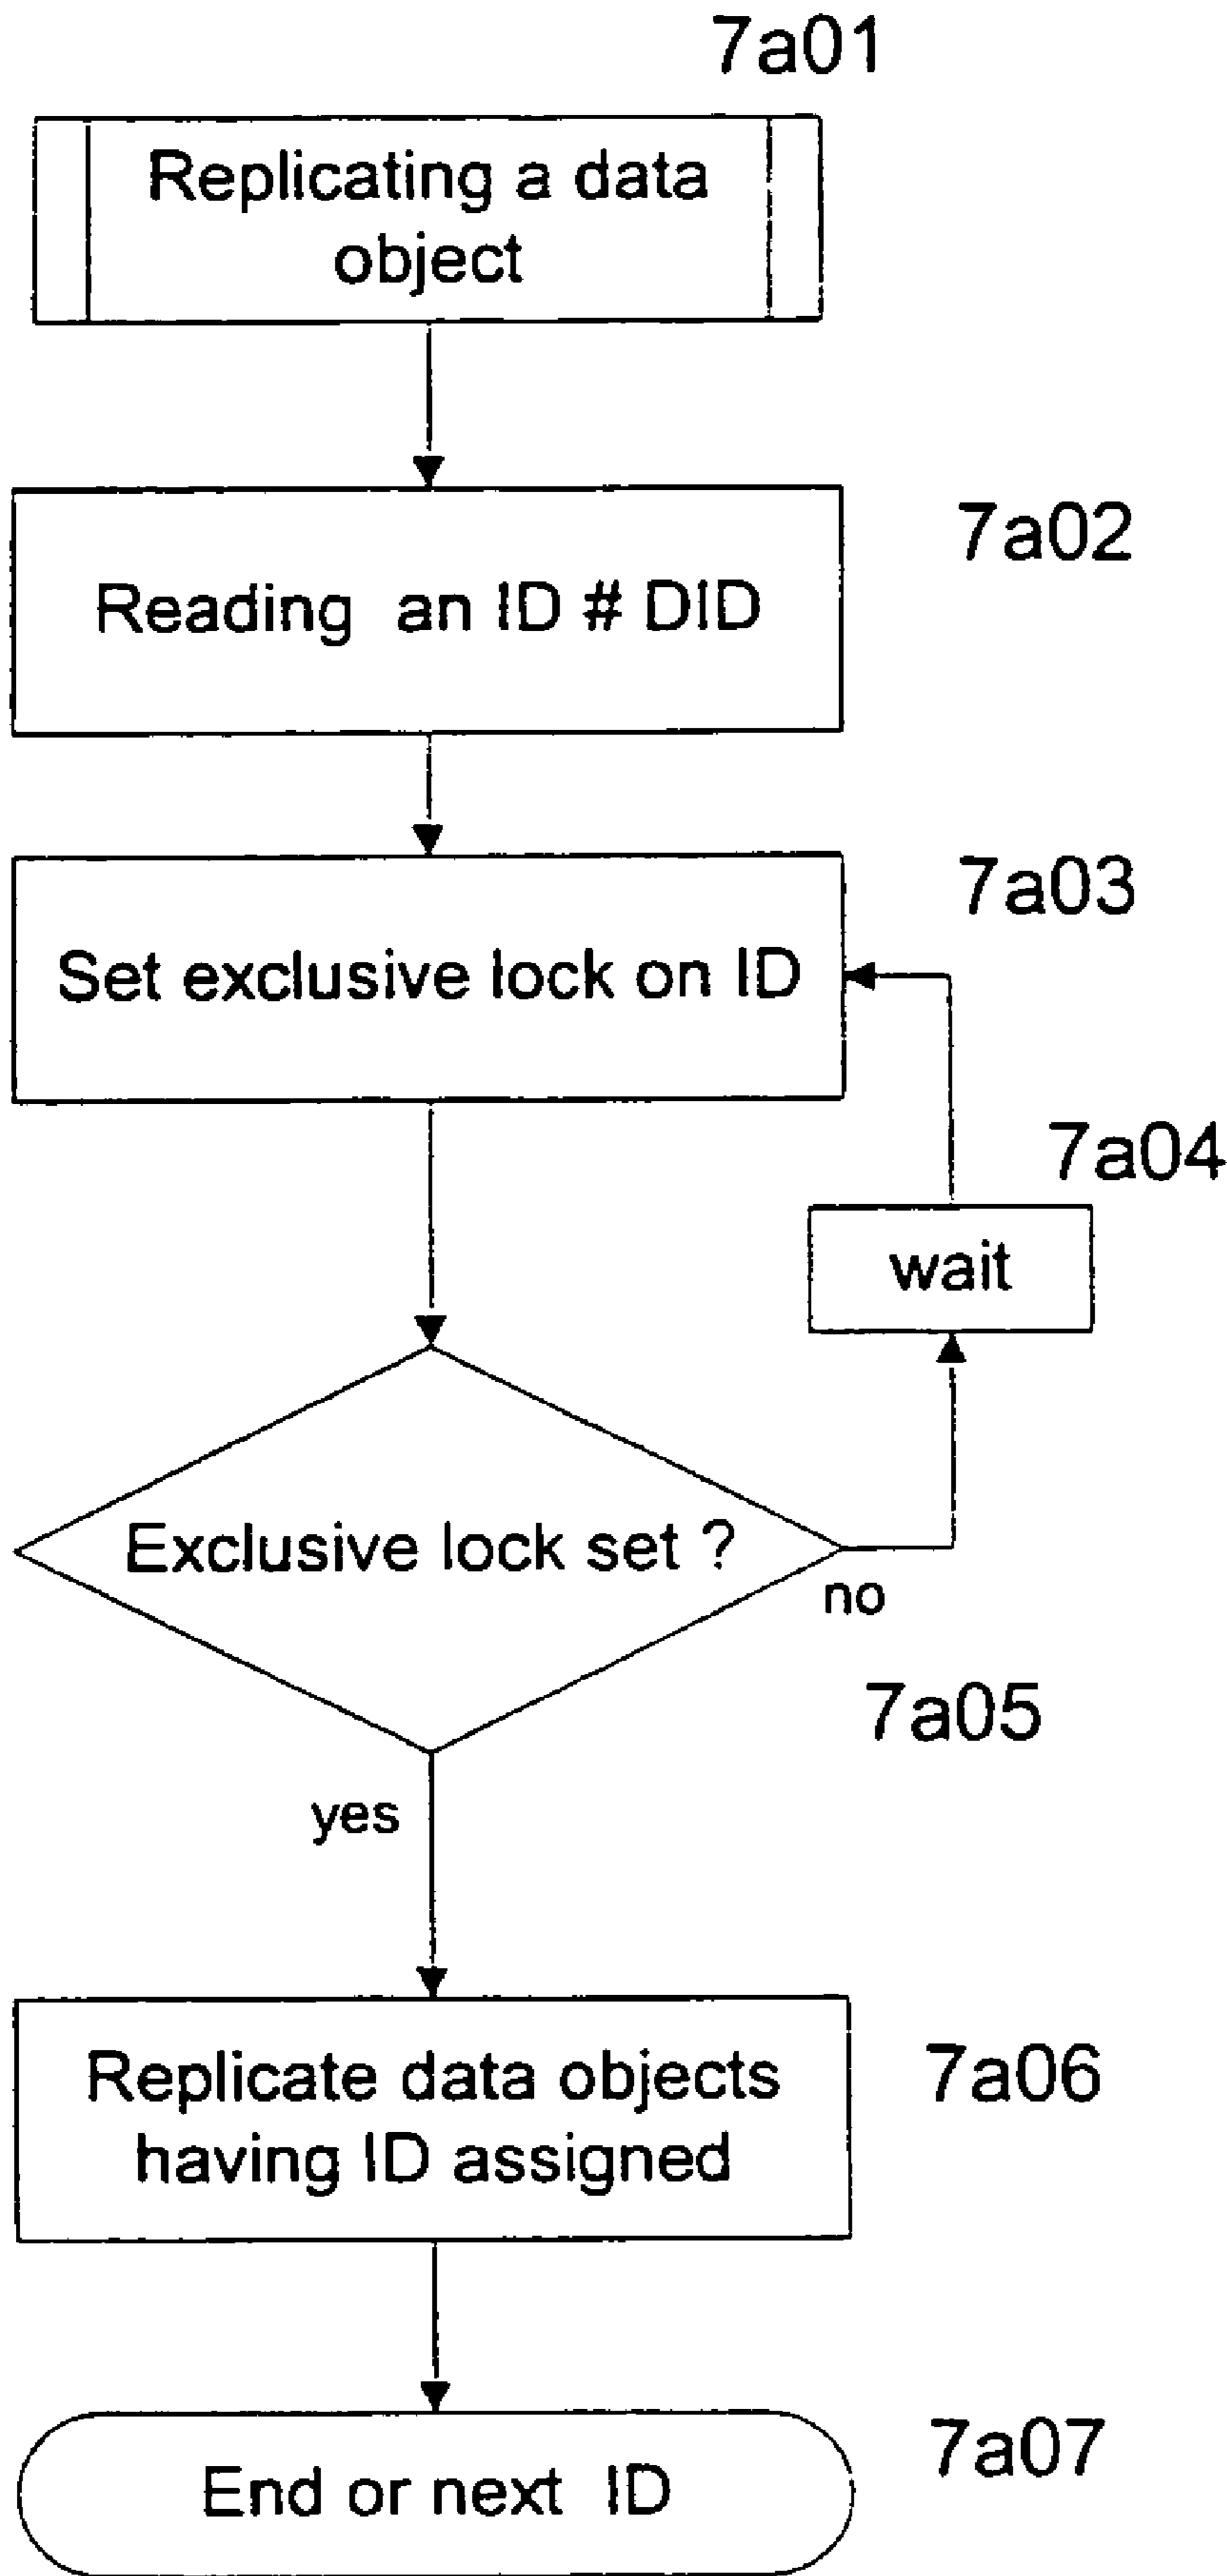 7a01
Replicating a data
object
7a02
Reading an ID # DID
7a03
Set exclusive lock on ID
7a04
wait
Exclusive lock set ?
no
7a05
yes
Replicate data objects
having ID assigned
7a06
End or next ID
7a07